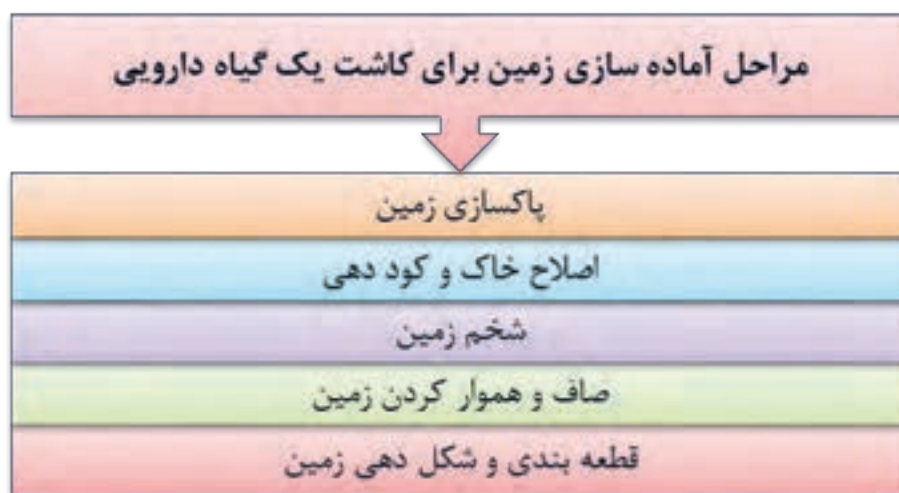 مراحل آماده سازی زمین برای کاشت یک گیاه دارویی
پاکسازی زمین
اصلاح خاک و کود دهی
شخم زمین
صاف و هموار کردن زمین
قطعه بندی و شکل دهی زمین